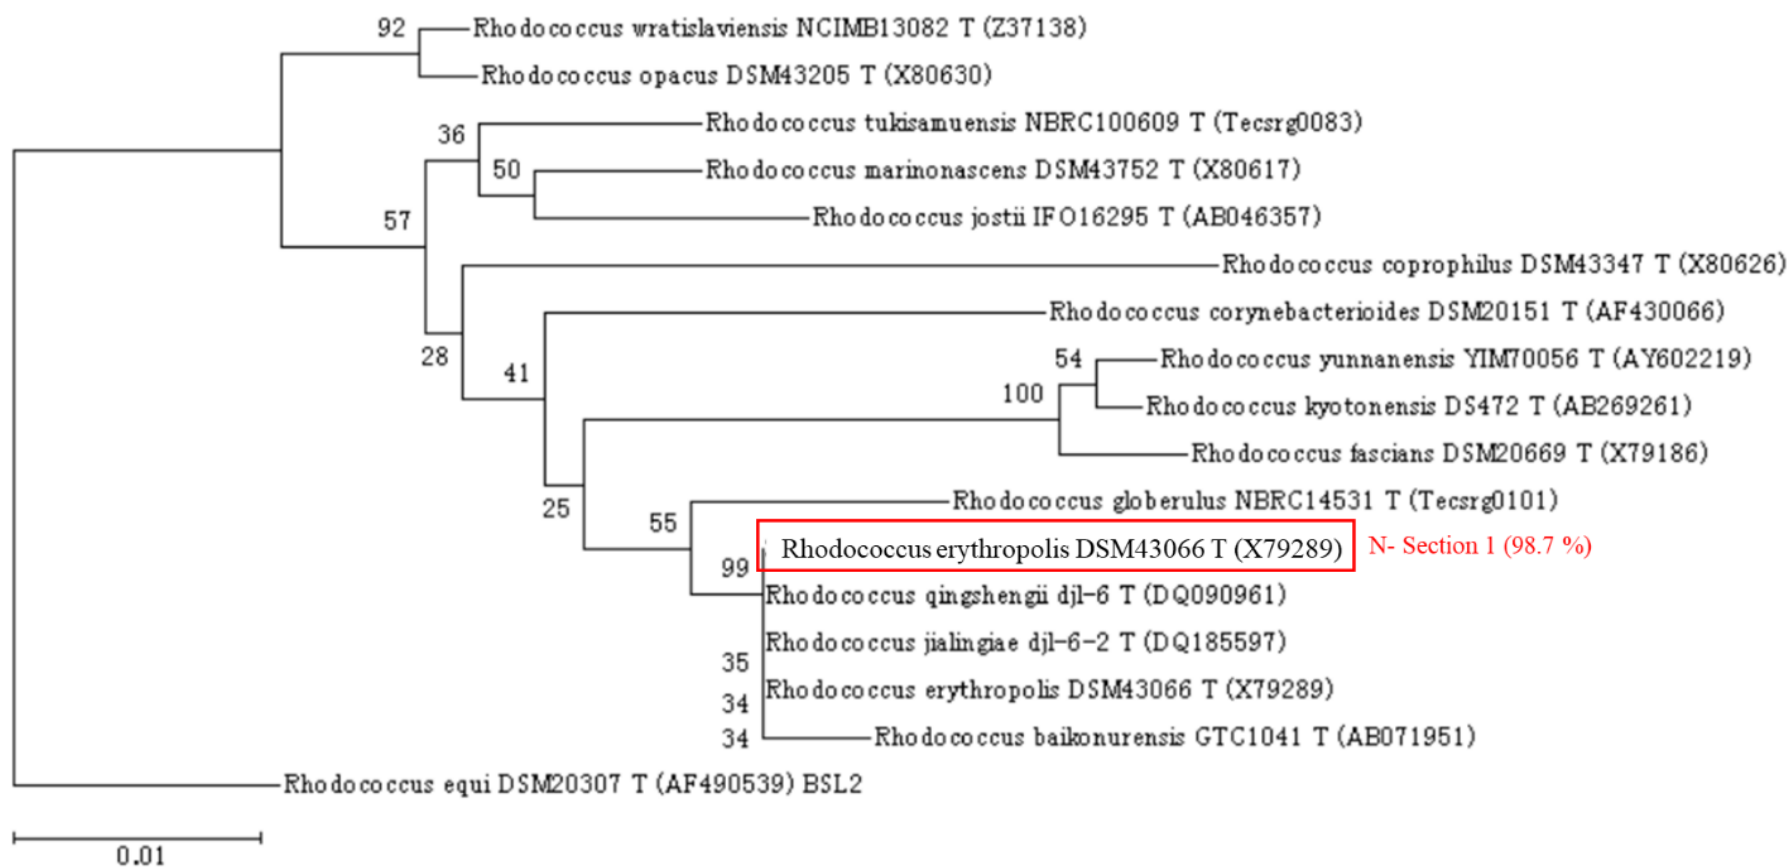 92
Rhodococcus wratislaviensis NCIMB13082 T (Z37138)
Rhodococcus opacus DSM43205 T (X80630)
36
Rhodococcus tukisamuensis NBRC100609 T (Tecsrg0083)
50
Rhodococcus marinonascens DSM43752 T (X80617)
57
Rhodococcus jostii IFO16295 T (AB046357)
Rhodococcus coprophilus DSM43347 T (X80626)
Rhodococcus corynebacterioides DSM20151 T (AF430066)
28
41
54
Rhodococcus yunnanensis YIM70056 T (AY602219)
100
Rhodococcus kyotonensis DS472 T (AB269261)
Rhodococcus fascians DSM20669 T (X79186)
25
55
Rhodococcus globerulus NBRC14531 T (Tecsrg0101)
Rhodococcus erythropolis DSM43066 T (X79289)
N- Section 1 (98.7 %)
99
Rhodococcus qingshengii djl-6 T (DQ090961)
Rhodococcus jialingiae djl-6-2 T (DQ185597)
35
Rhodococcus erythropolis DSM43066 T (X79289)
34
34
Rhodococcus baikonurensis GTC1041 T (AB071951)
Rhodococcus equi DSM20307 T (AF490539) BSL2
0.01